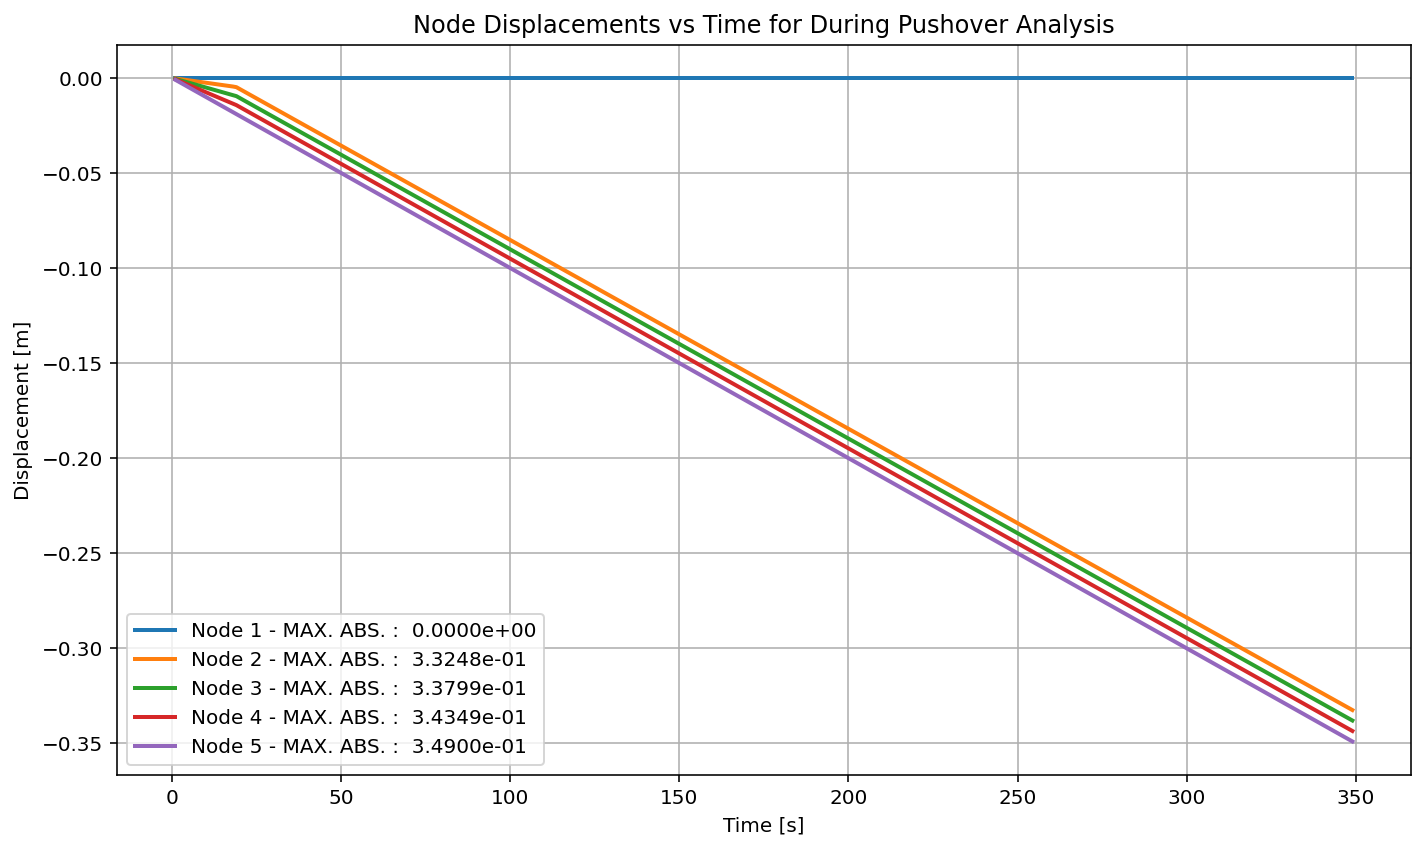 Node Displacements vs Time for During Pushover Analysis
Displacement [m]
0.00
−0.05
−0.10
−0.15
−0.20
−0.25
−0.30
−0.35
Node 1 - MAX. ABS. :  0.0000e+00
Node 2 - MAX. ABS. :  3.3248e-01
Node 3 - MAX. ABS. :  3.3799e-01
Node 4 - MAX. ABS. :  3.4349e-01
Node 5 - MAX. ABS. :  3.4900e-01
0 50 100 150 200 250 300 350
Time [s]